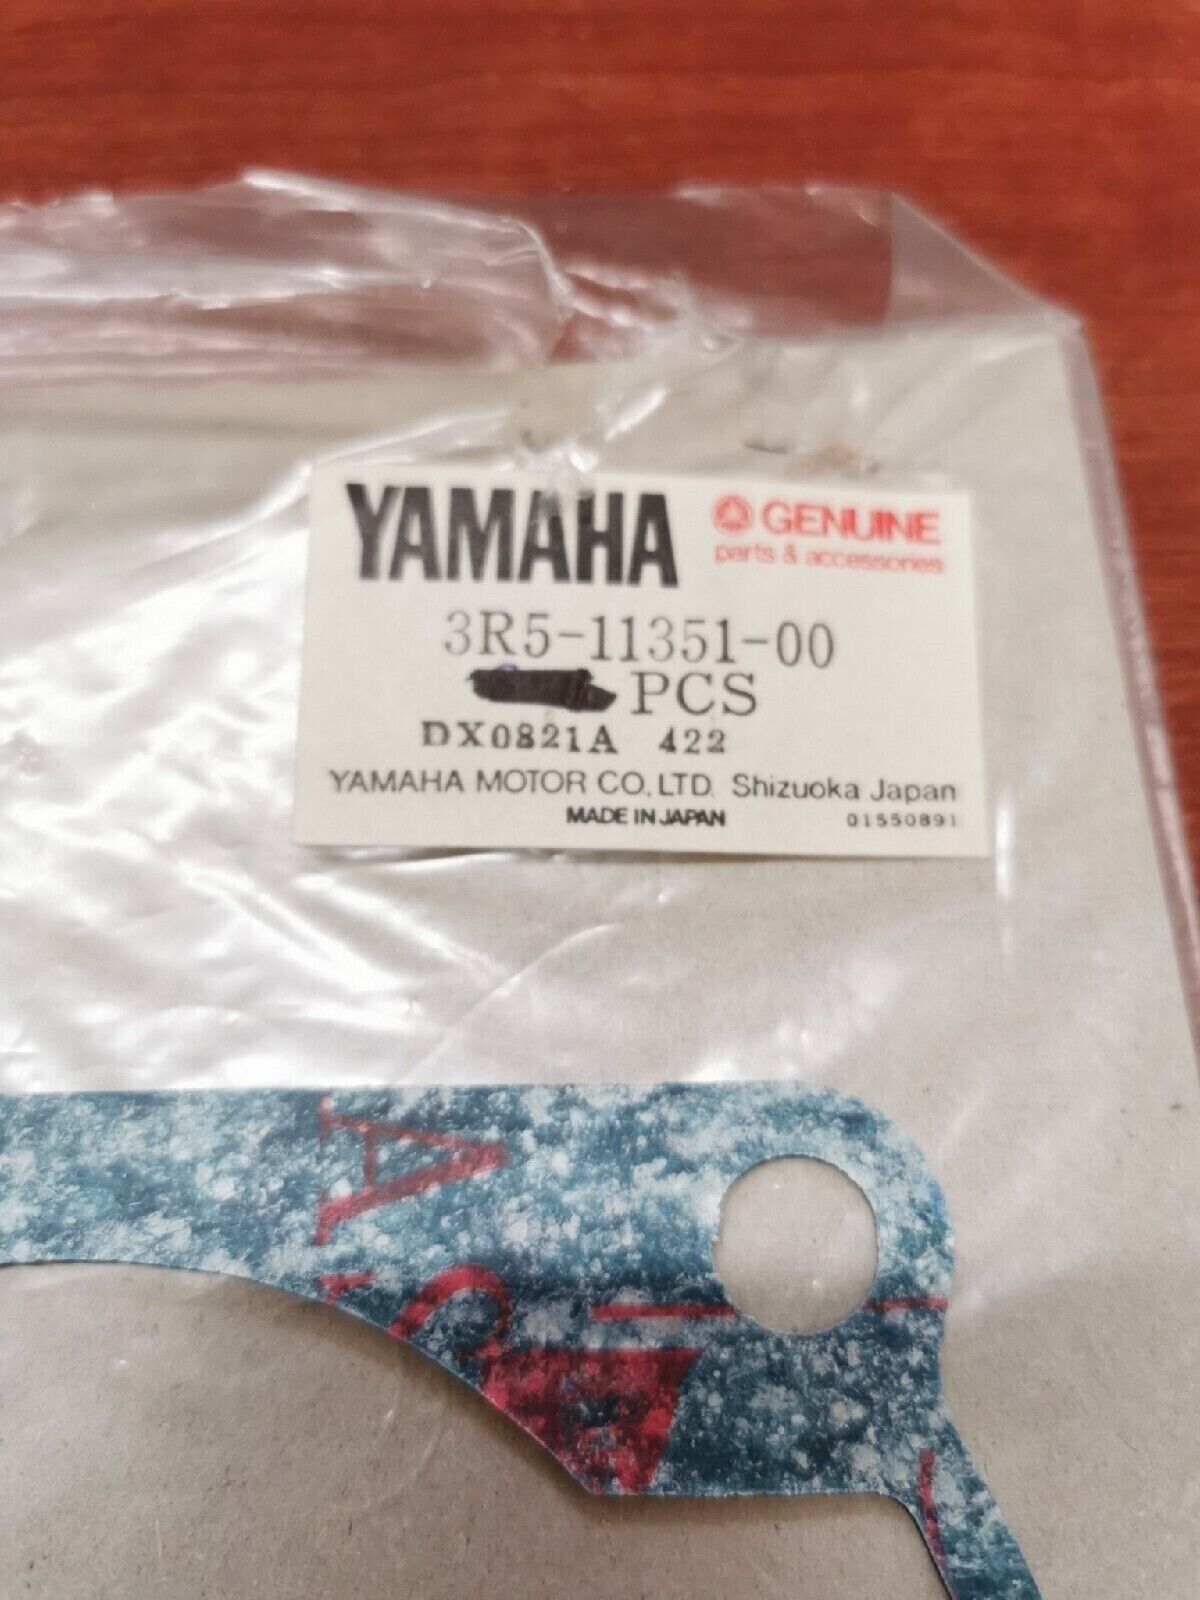 YAMAHA GENUINE
parts & accessories
3R5-11351-00
PCS
DX0821A 422
YAMAHA MOTOR CO., LTD. Shizuoka Japan
MADE IN JAPAN 01550891